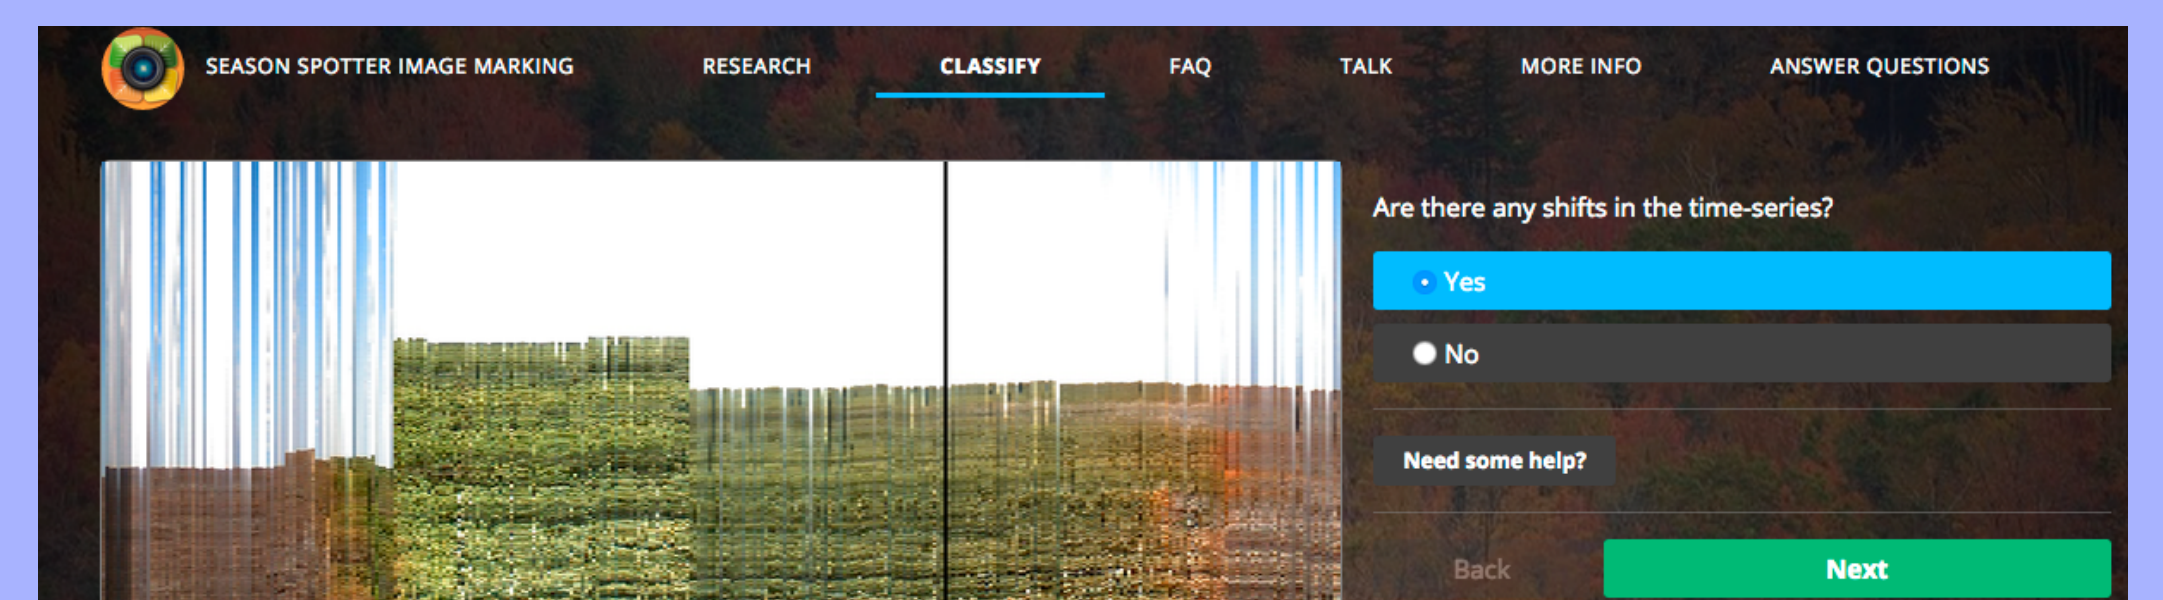 SEASON SPOTTER IMAGE MARKING RESEARCH CLASSIFY FAQ TALK MORE INFO ANSWER QUESTIONS
Are there any shifts in the time-series?
Yes
No
Need some help?
Back Next